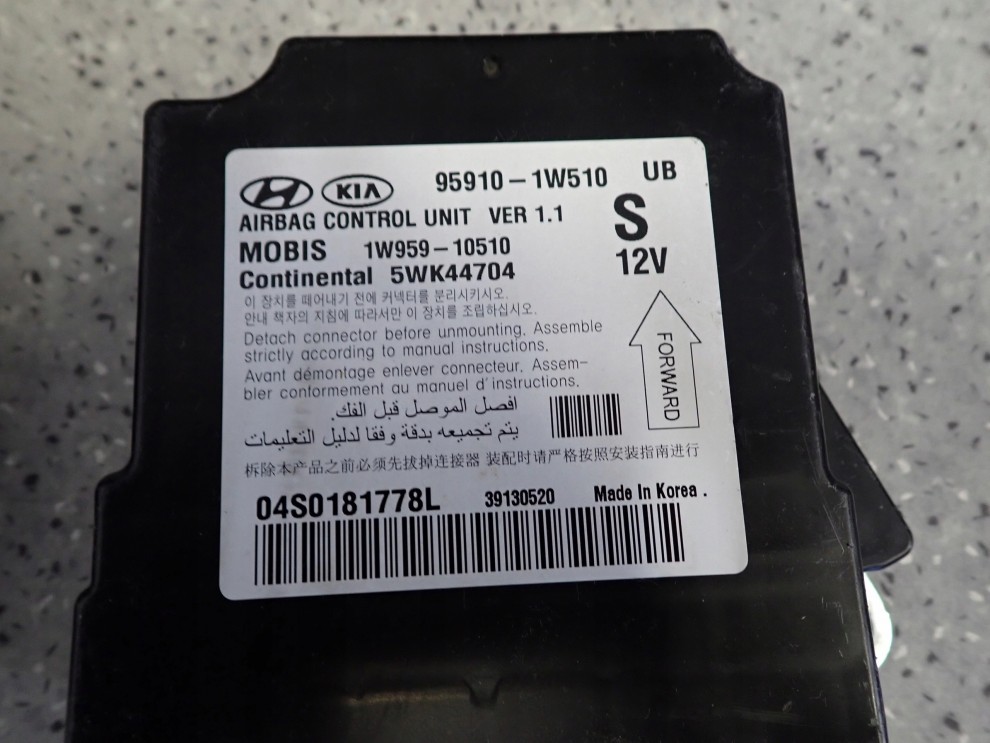 KIA 95910-1W510 UB
AIRBAG CONTROL UNIT VER 1.1 S
MOBIS 1W959-10510
Continental 5WK44704 12V
이 장치를 떼어내기 전에 커넥터를 분리시키시오.
안내 책자의 지침에 따라서만 이 장치를 조립하십시오.
Detach connector before unmounting. Assemble
strictly according to manual instructions.
Avant démontage enlever connecteur. Assem-
bler conformement au manuel d'instructions.
FORWARD
افصل الموصل قبل الفك.
يتم تجميعه بدقة وفقا لدليل التعليمات
拆除本产品之前必须先拔掉连接器 装配时请严格按照安装指南进行
04S0181778L 39130520 Made In Korea.